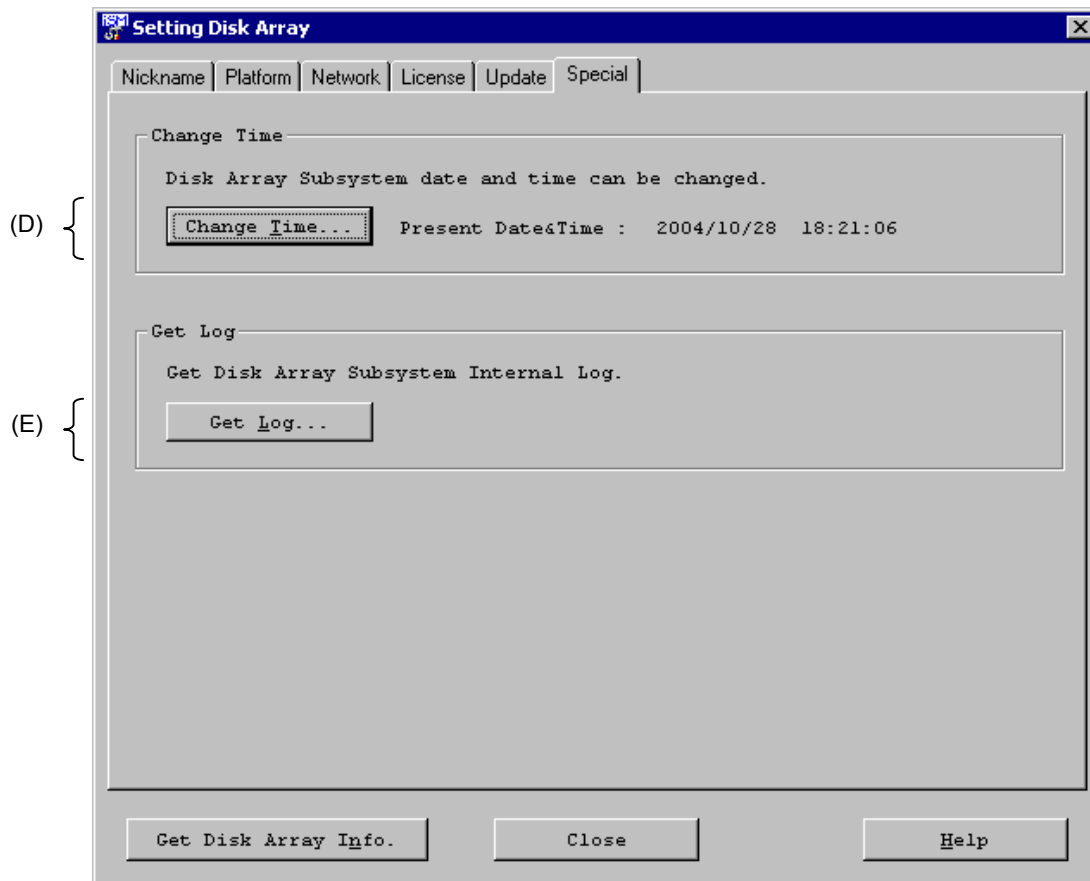 Setting Disk Array
Nickname Platform Network License Update Special
Change Time
Disk Array Subsystem date and time can be changed.
(D) Change Time... Present Date&Time : 2004/10/28 18:21:06
Get Log
Get Disk Array Subsystem Internal Log.
(E) Get Log...
Get Disk Array Info. Close Help